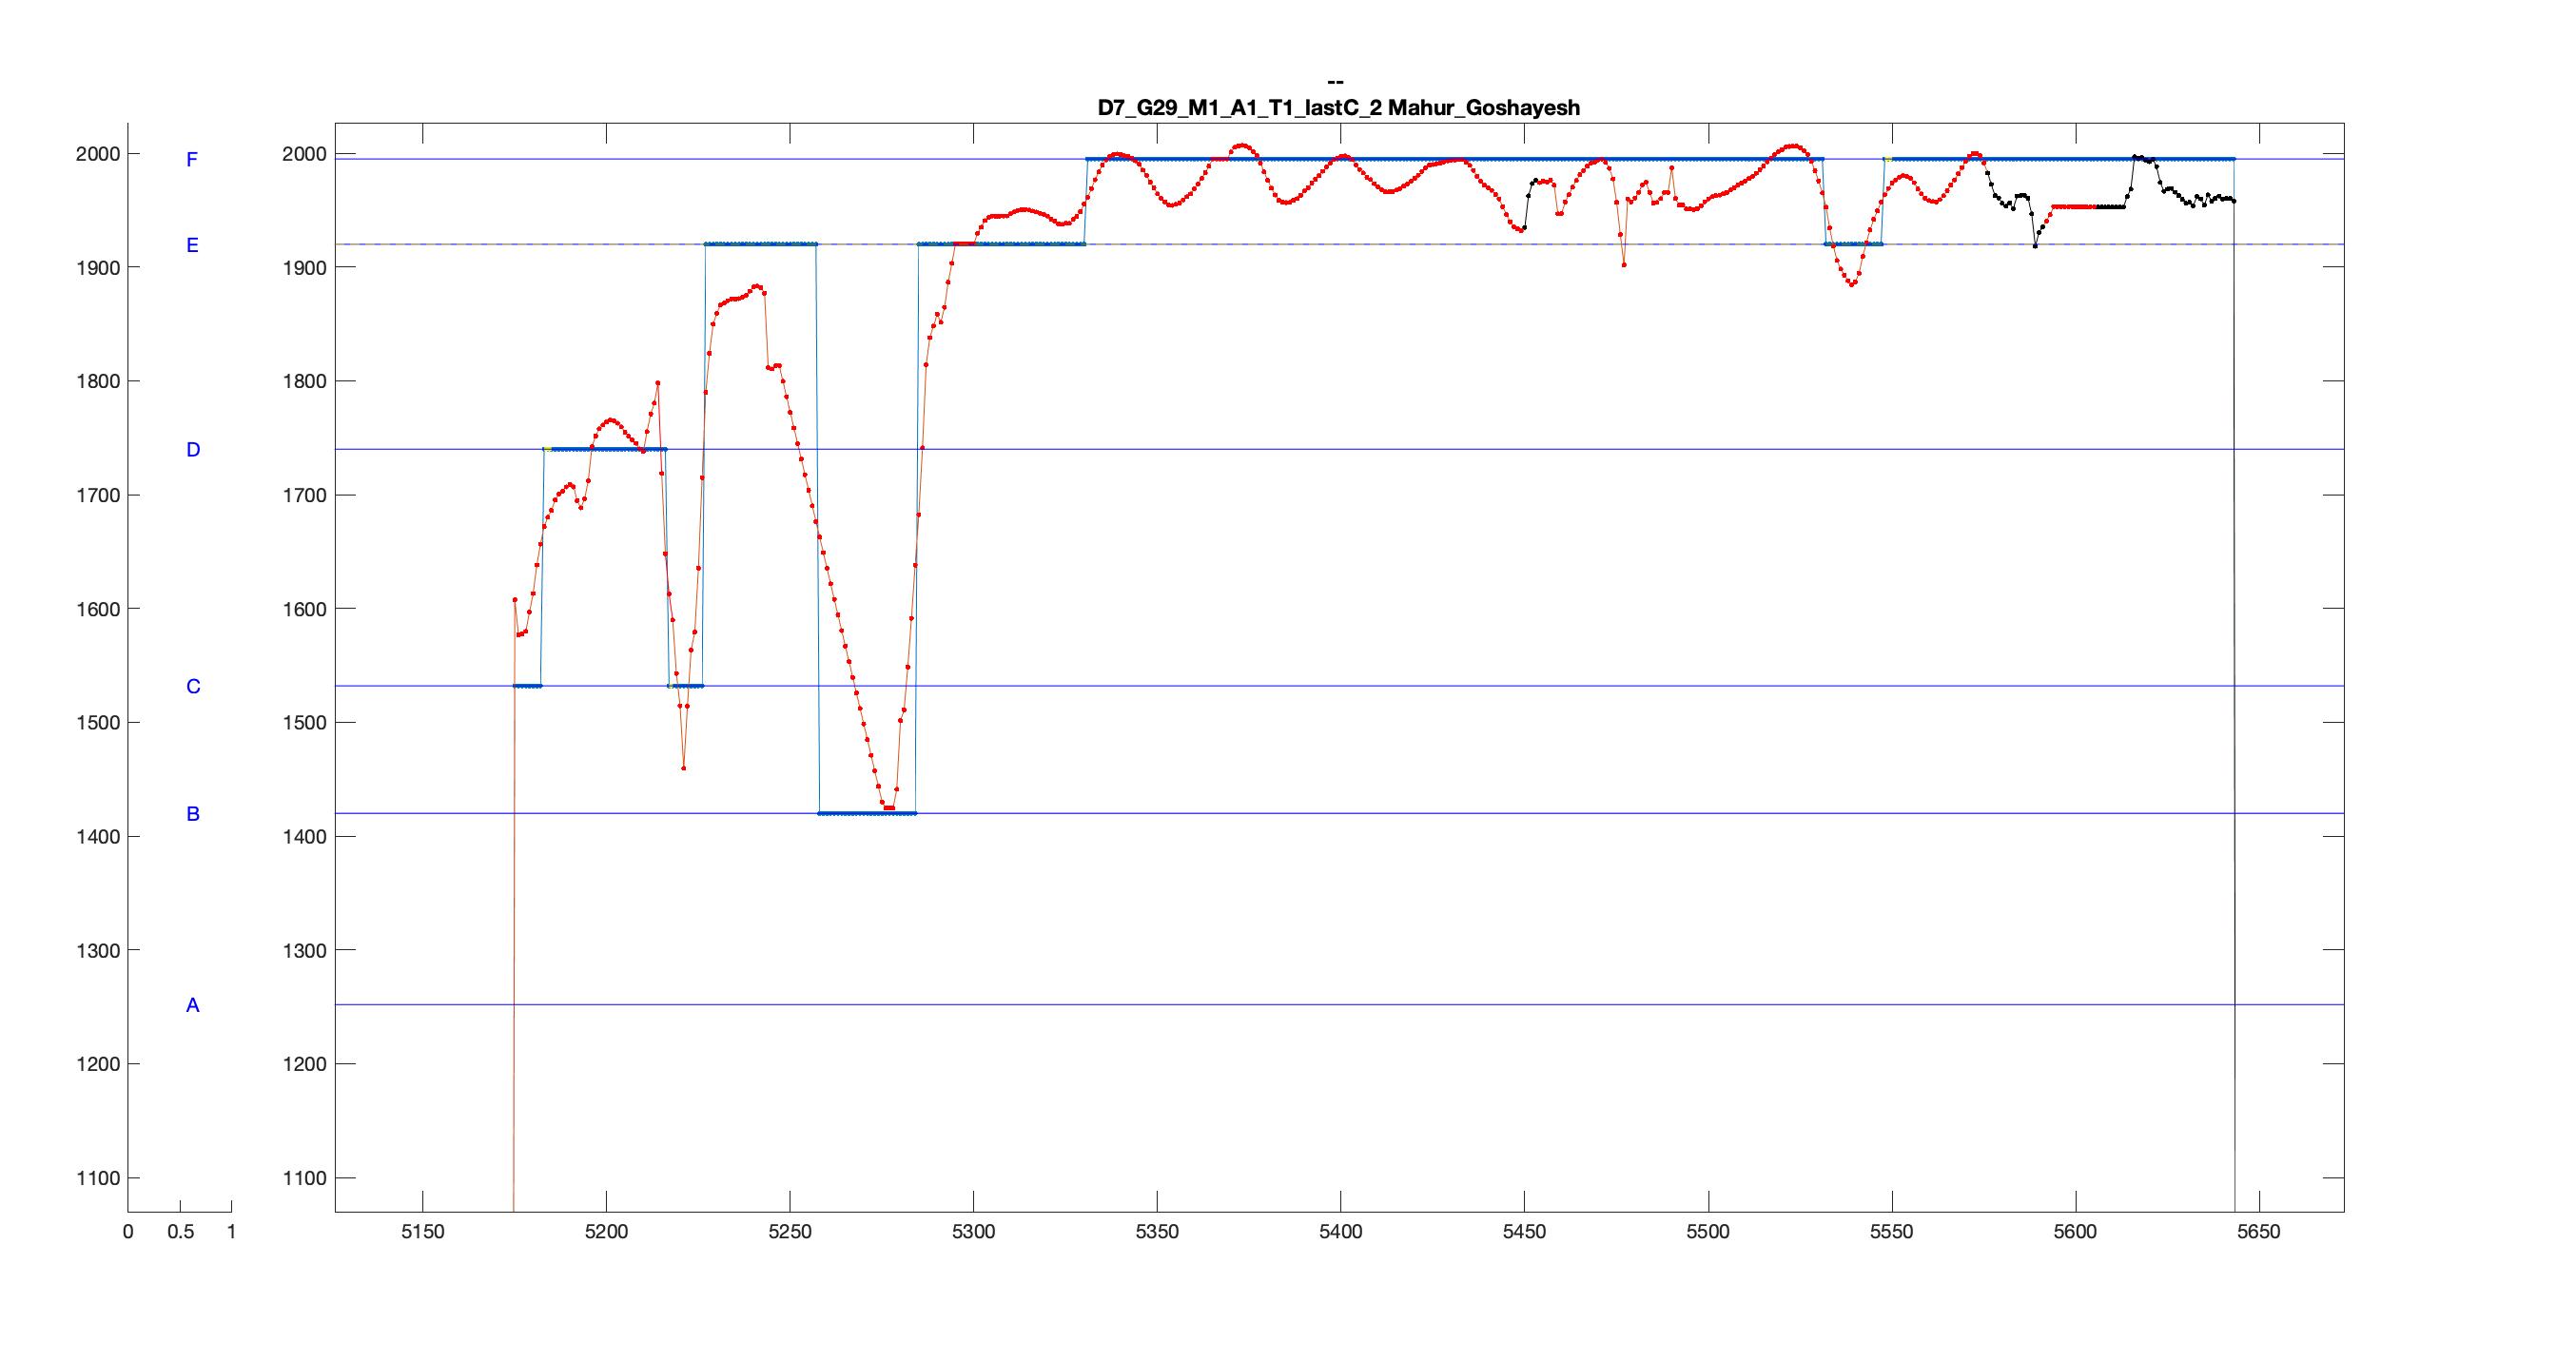 --
D7_G29_M1_A1_T1_lastC_2 Mahur_Goshayesh
2000 F 2000
E
1900 1900
1800 1800
D
1700 1700
1600 1600
C
1500 1500
B
1400 1400
1300 1300
A
1200 1200
1100 1100
0 0.5 1 5150 5200 5250 5300 5350 5400 5450 5500 5550 5600 5650